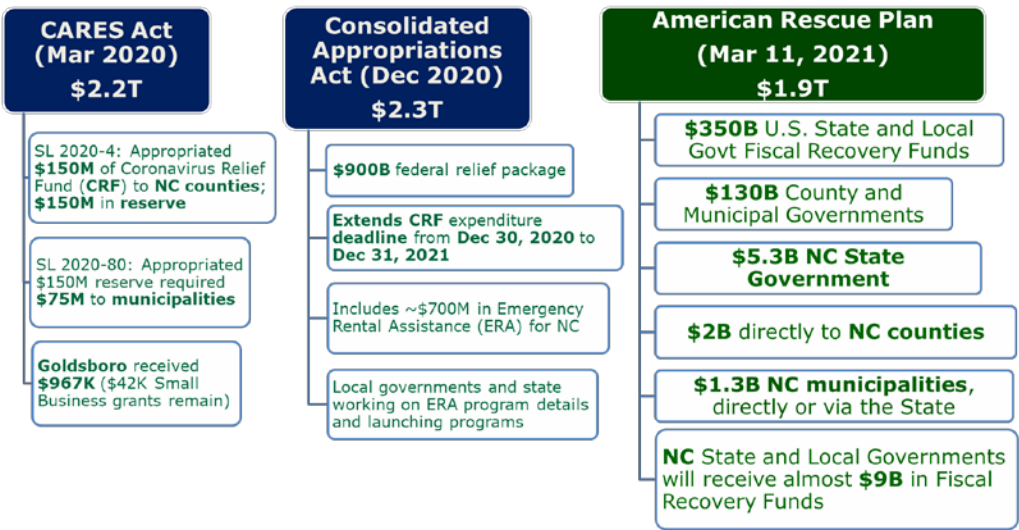 CARES Act
(Mar 2020)
$2.2T
SL 2020-4: Appropriated
$150M of Coronavirus Relief
Fund (CRF) to NC counties;
$150M in reserve
SL 2020-80: Appropriated
$150M reserve required
$75M to municipalities
Goldsboro received
$967K ($42K Small
Business grants remain)
Consolidated
Appropriations
Act (Dec 2020)
$2.3T
$900B federal relief package
Extends CRF expenditure
deadline from Dec 30, 2020 to
Dec 31, 2021
Includes ~$700M in Emergency
Rental Assistance (ERA) for NC
Local governments and state
working on ERA program details
and launching programs
American Rescue Plan
(Mar 11, 2021)
$1.9T
$350B U.S. State and Local
Govt Fiscal Recovery Funds
$130B County and
Municipal Governments
$5.3B NC State
Government
$2B directly to NC counties
$1.3B NC municipalities,
directly or via the State
NC State and Local Governments
will receive almost $9B in Fiscal
Recovery Funds